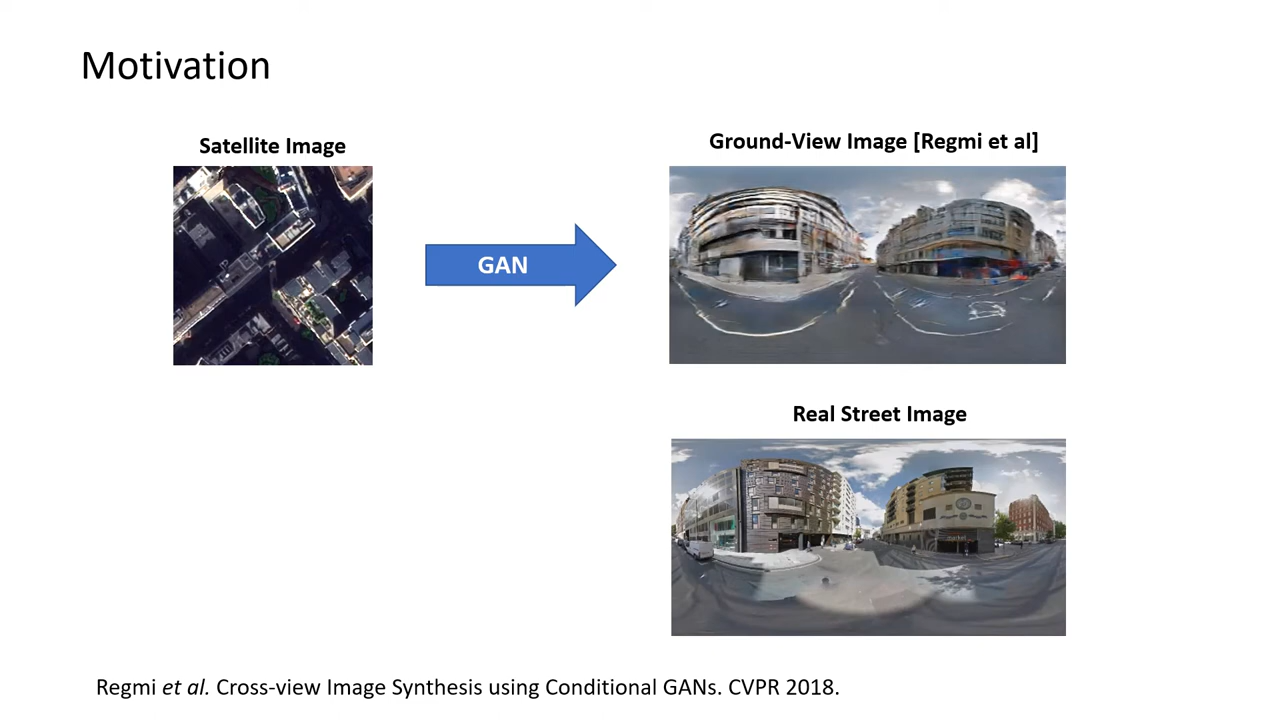 Motivation
Satellite Image
Ground-View Image [Regmi et al]
GAN
Real Street Image
market
Regmi et al. Cross-view Image Synthesis using Conditional GANs. CVPR 2018.